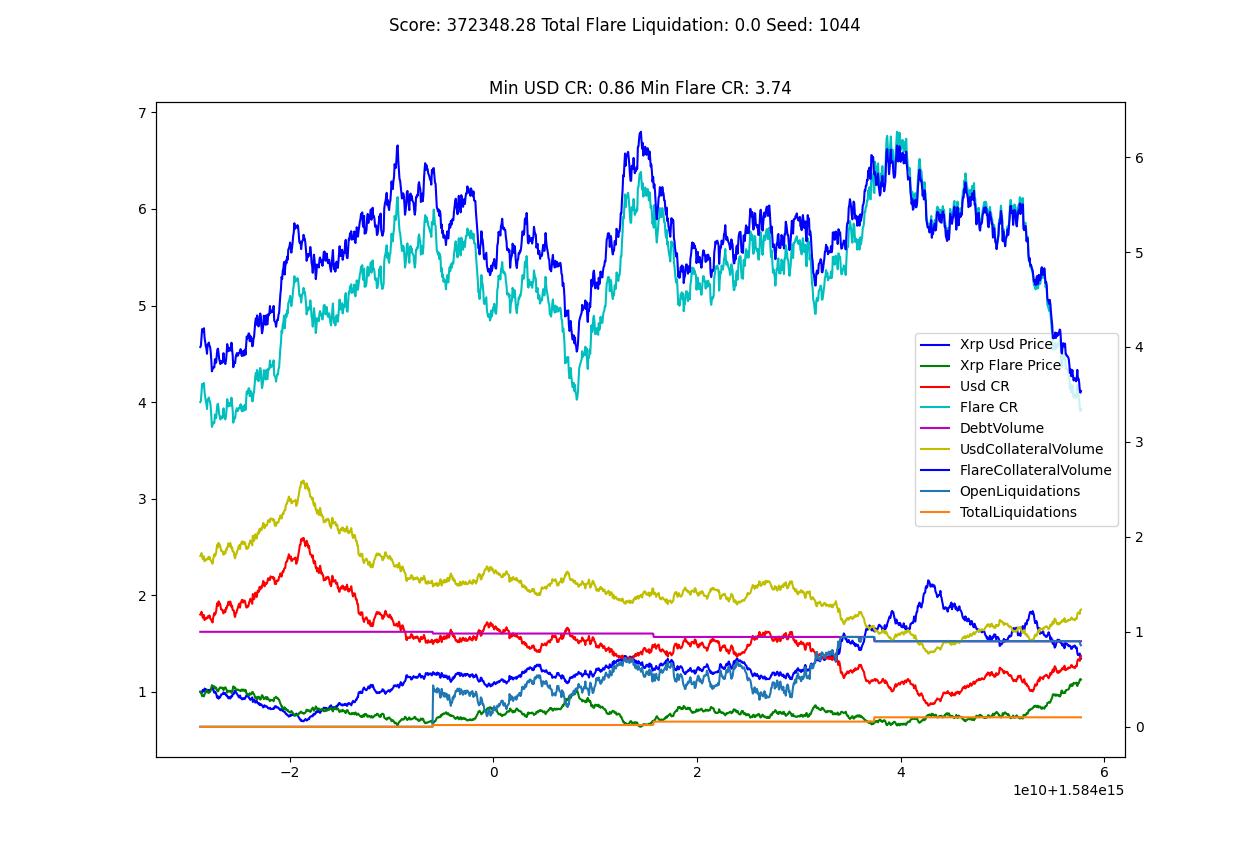 Score: 372348.28 Total Flare Liquidation: 0.0 Seed: 1044
Min USD CR: 0.86 Min Flare CR: 3.74
7
6
5
4
3
2
1
6
5
4
3
2
1
0
Xrp Usd Price
Xrp Flare Price
Usd CR
Flare CR
DebtVolume
UsdCollateralVolume
FlareCollateralVolume
OpenLiquidations
TotalLiquidations
−2 0 2 4 6
1e10+1.584e15